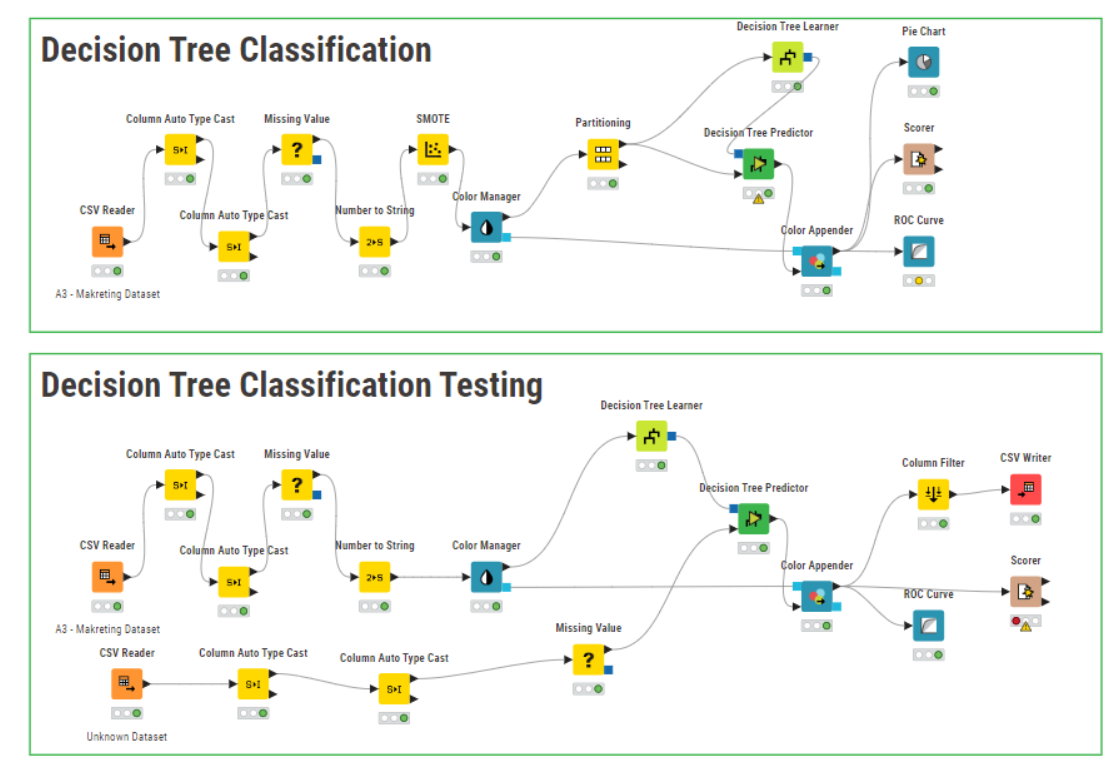 Decision Tree Classification
Decision Tree Learner
Pie Chart
Column Auto Type Cast
Missing Value
SMOTE
Partitioning
Scorer
Decision Tree Predictor
S▸I
?
CSV Reader
Column Auto Type Cast
Number to String
Color Manager
ROC Curve
Color Appender
S▸I
2▸S
A3 - Makreting Dataset
Decision Tree Classification Testing
Decision Tree Learner
Column Auto Type Cast
Missing Value
Column Filter
CSV Writer
S▸I
?
Decision Tree Predictor
CSV Reader
Column Auto Type Cast
Number to String
Color Manager
Color Appender
Scorer
S▸I
2▸S
ROC Curve
A3 - Makreting Dataset
Missing Value
CSV Reader
Column Auto Type Cast
Column Auto Type Cast
?
S▸I
S▸I
Unknown Dataset